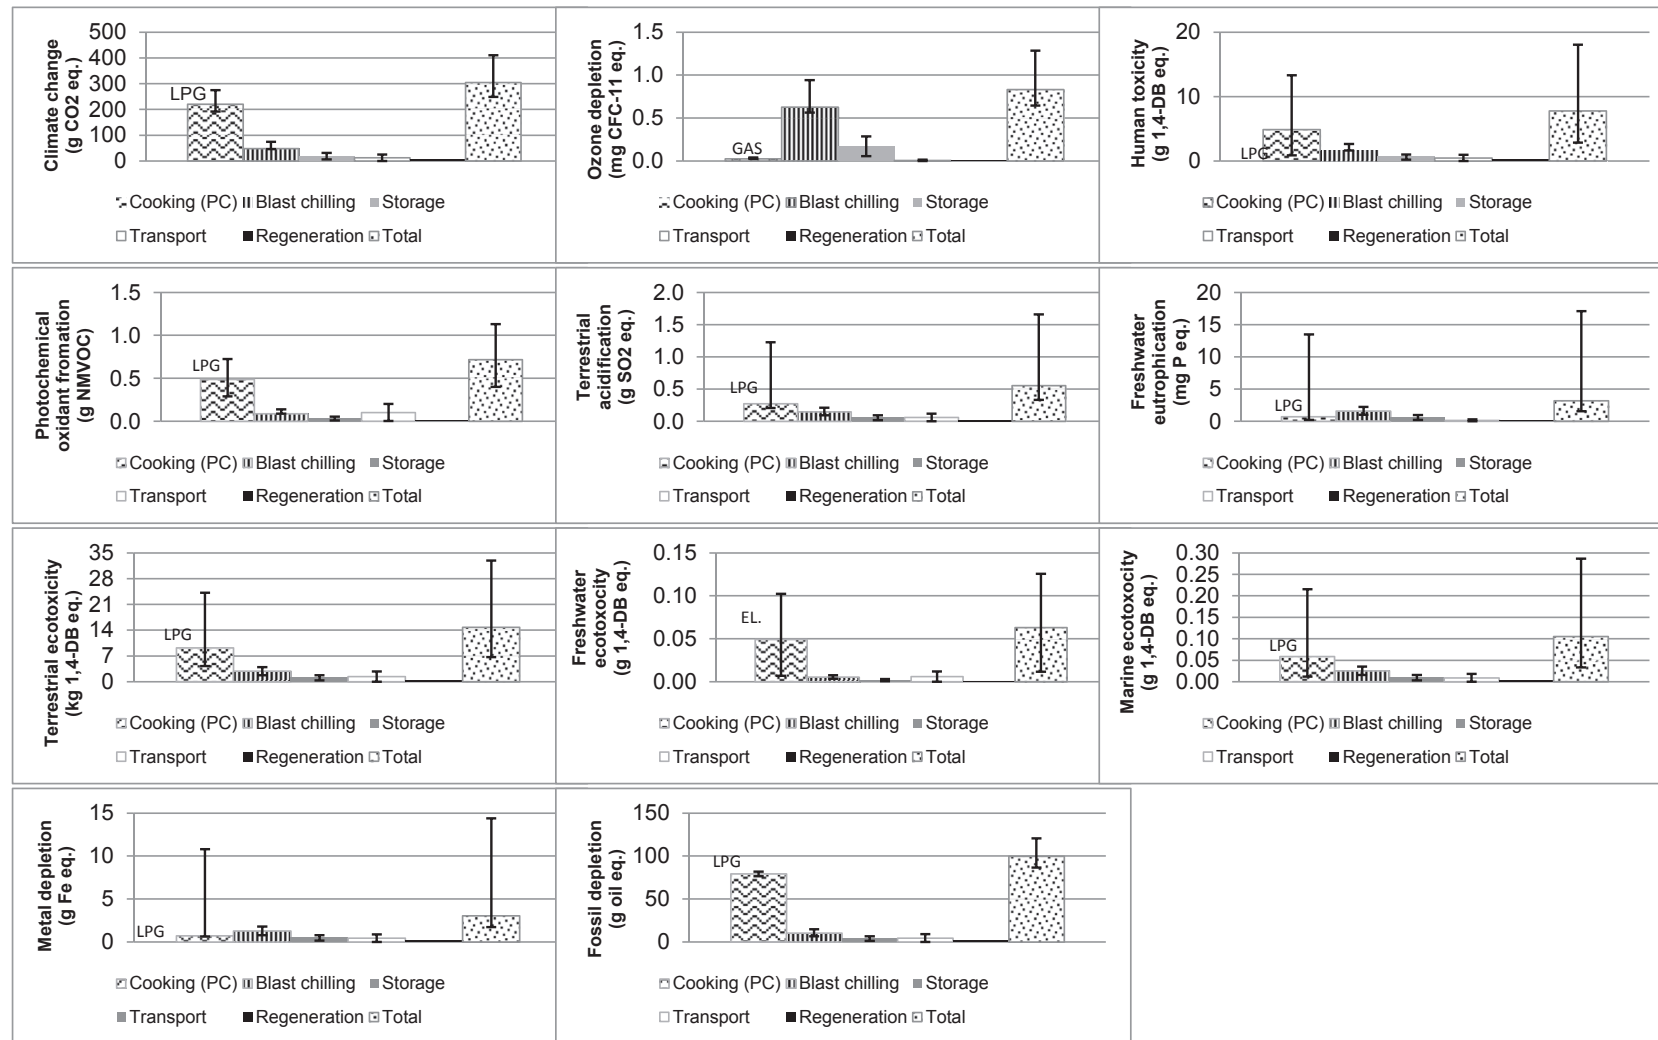 Climate change
(g CO2 eq.)
500
400
300
200
100
0
LPG
Cooking (PC) Blast chilling Storage
Transport Regeneration Total
Ozone depletion
(mg CFC-11 eq.)
1.5
1.0
0.5
0.0
GAS
Cooking (PC) Blast chilling Storage
Transport Regeneration Total
Human toxicity
(g 1,4-DB eq.)
20
10
0
LPG
Cooking (PC) Blast chilling Storage
Transport Regeneration Total
Photochemical
oxidant fromation
(g NMVOC)
1.5
1.0
0.5
0.0
LPG
Cooking (PC) Blast chilling Storage
Transport Regeneration Total
Terrestrial
acidification
(g SO2 eq.)
2.0
1.5
1.0
0.5
0.0
LPG
Cooking (PC) Blast chilling Storage
Transport Regeneration Total
Freshwater
eutrophication
(mg P eq.)
20
15
10
5
0
LPG
Cooking (PC) Blast chilling Storage
Transport Regeneration Total
Terrestrial ecotoxicity
(kg 1,4-DB eq.)
35
28
21
14
7
0
LPG
Cooking (PC) Blast chilling Storage
Transport Regeneration Total
Freshwater
ecotoxocity
(g 1,4-DB eq.)
0.15
0.10
0.05
0.00
EL.
Cooking (PC) Blast chilling Storage
Transport Regeneration Total
Marine ecotoxocity
(g 1,4-DB eq.)
0.30
0.25
0.20
0.15
0.10
0.05
0.00
LPG
Cooking (PC) Blast chilling Storage
Transport Regeneration Total
Metal depletion
(g Fe eq.)
15
10
5
0
LPG
Cooking (PC) Blast chilling Storage
Transport Regeneration Total
Fossil depletion
(g oil eq.)
150
100
50
0
LPG
Cooking (PC) Blast chilling Storage
Transport Regeneration Total